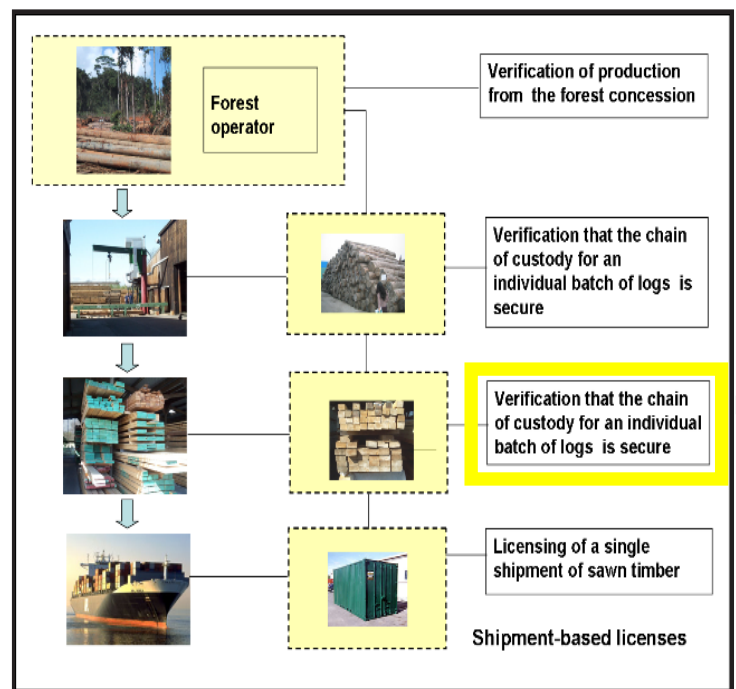 Verification of production
from the forest concession
Forest
operator
Verification that the chain
of custody for an
individual batch of logs is
secure
Verification that the chain
of custody for an individual
batch of logs is secure
Licensing of a single
shipment of sawn timber
Shipment-based licenses